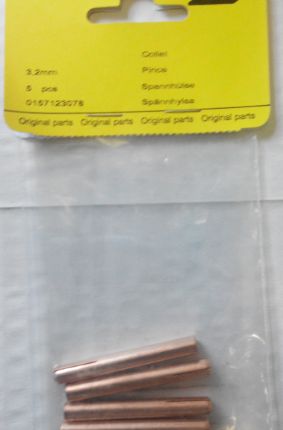 Collet
3,2mm Pince
5 pcs Spannhülse
0157123078 Spännhylsa
Original parts Original parts Original parts Original parts